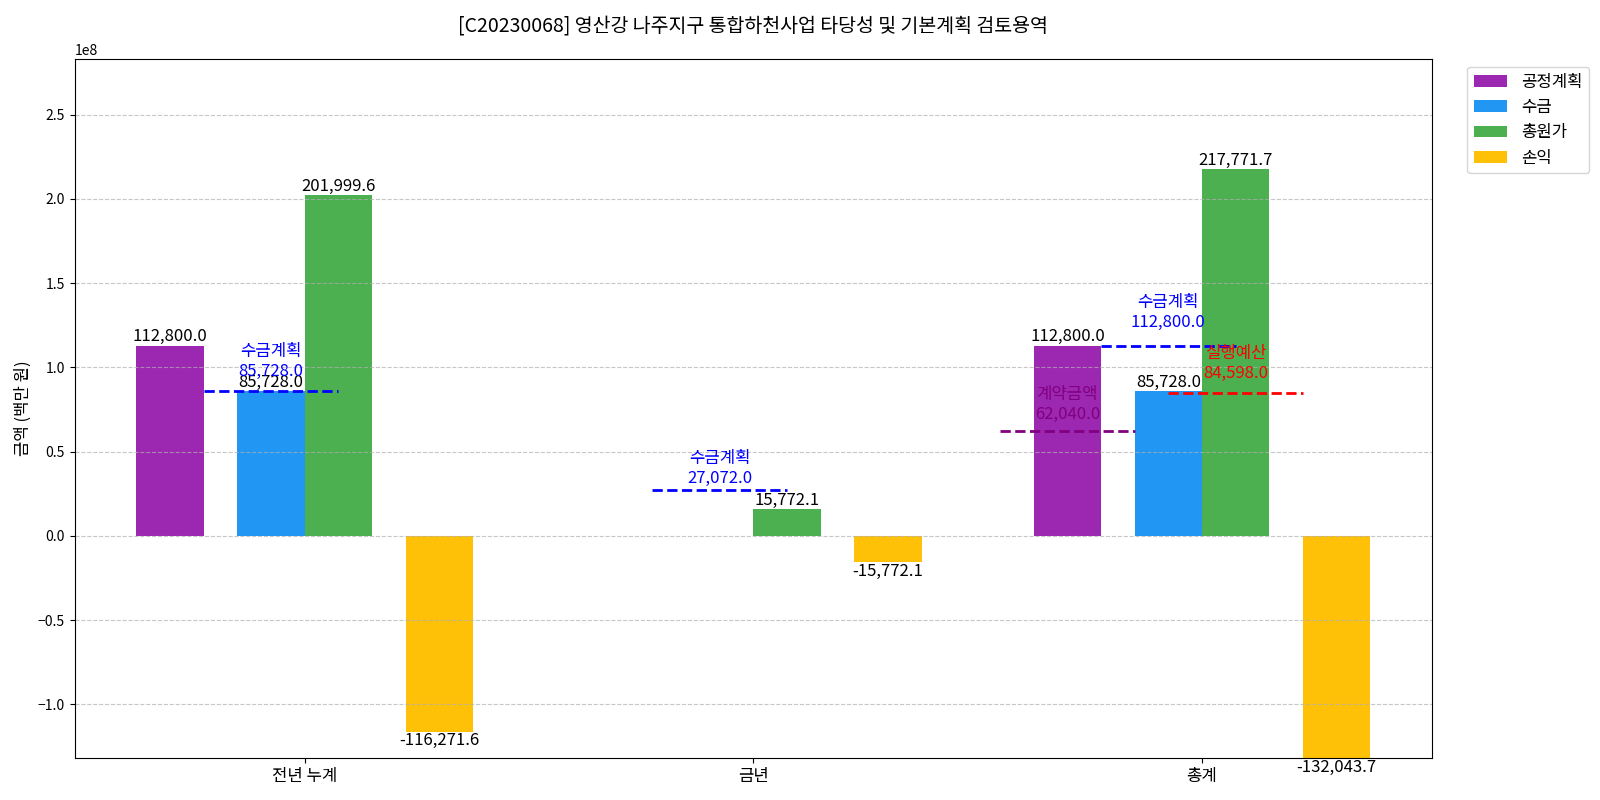 [C20230068] 영산강 나주지구 통합하천사업 타당성 및 기본계획 검토용역
1e8
금액 (백만 원)
2.5
2.0
1.5
1.0
0.5
0.0
−0.5
−1.0
112,800.0
수금계획
85,728.0
85,728.0
201,999.6
-116,271.6
수금계획
27,072.0
15,772.1
-15,772.1
112,800.0
계약금액
62,040.0
수금계획
112,800.0
85,728.0
217,771.7
실행예산
84,598.0
-132,043.7
전년 누계
금년
총계
공정계획
수금
총원가
손익